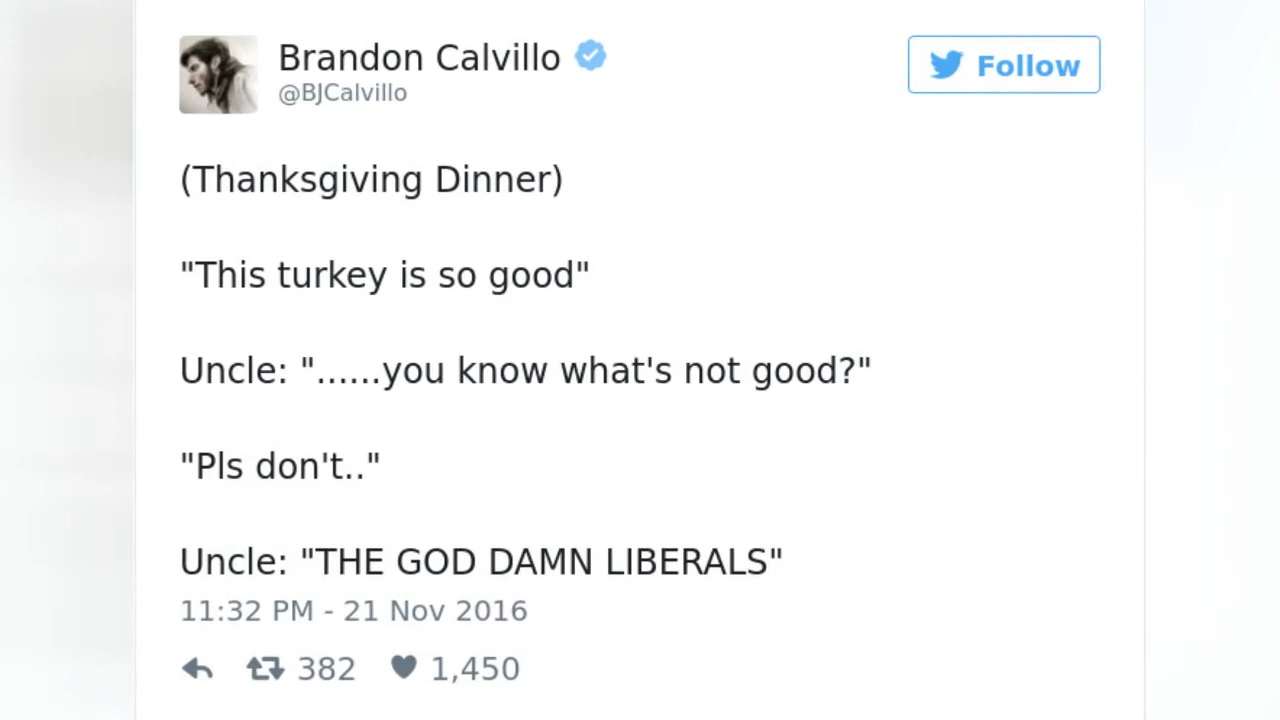 Brandon Calvillo
@BJCalvillo
Follow
(Thanksgiving Dinner)
"This turkey is so good"
Uncle: "......you know what's not good?"
"Pls don't.."
Uncle: "THE GOD DAMN LIBERALS"
11:32 PM - 21 Nov 2016
382 1,450